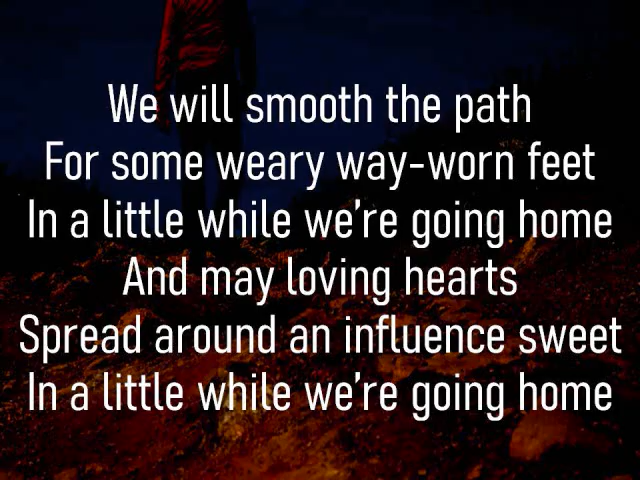 We will smooth the path
For some weary way-worn feet
In a little while we're going home
And may loving hearts
Spread around an influence sweet
In a little while we're going home